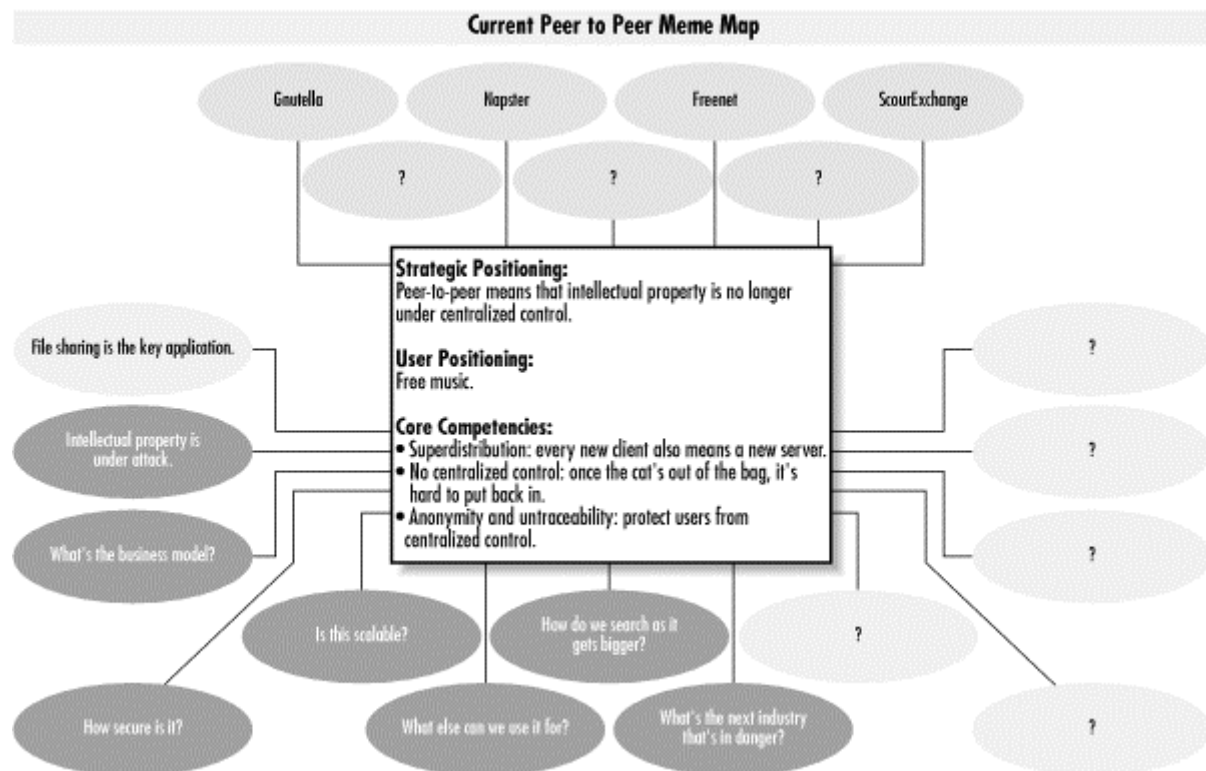 Current Peer to Peer Meme Map
Gnutella
Napster
Freenet
ScourExchange
?
?
?
Strategic Positioning:
Peer-to-peer means that intellectual property is no longer
under centralized control.
User Positioning:
Free music.
Core Competencies:
• Superdistribution: every new client also means a new server.
• No centralized control: once the cat's out of the bag, it's
hard to put back in.
• Anonymity and untraceability: protect users from
centralized control.
File sharing is the key application.
?
Intellectual property is
under attack.
?
What's the business model?
?
Is this scalable?
How do we search as it
gets bigger?
?
How secure is it?
What else can we use it for?
What's the next industry
that's in danger?
?